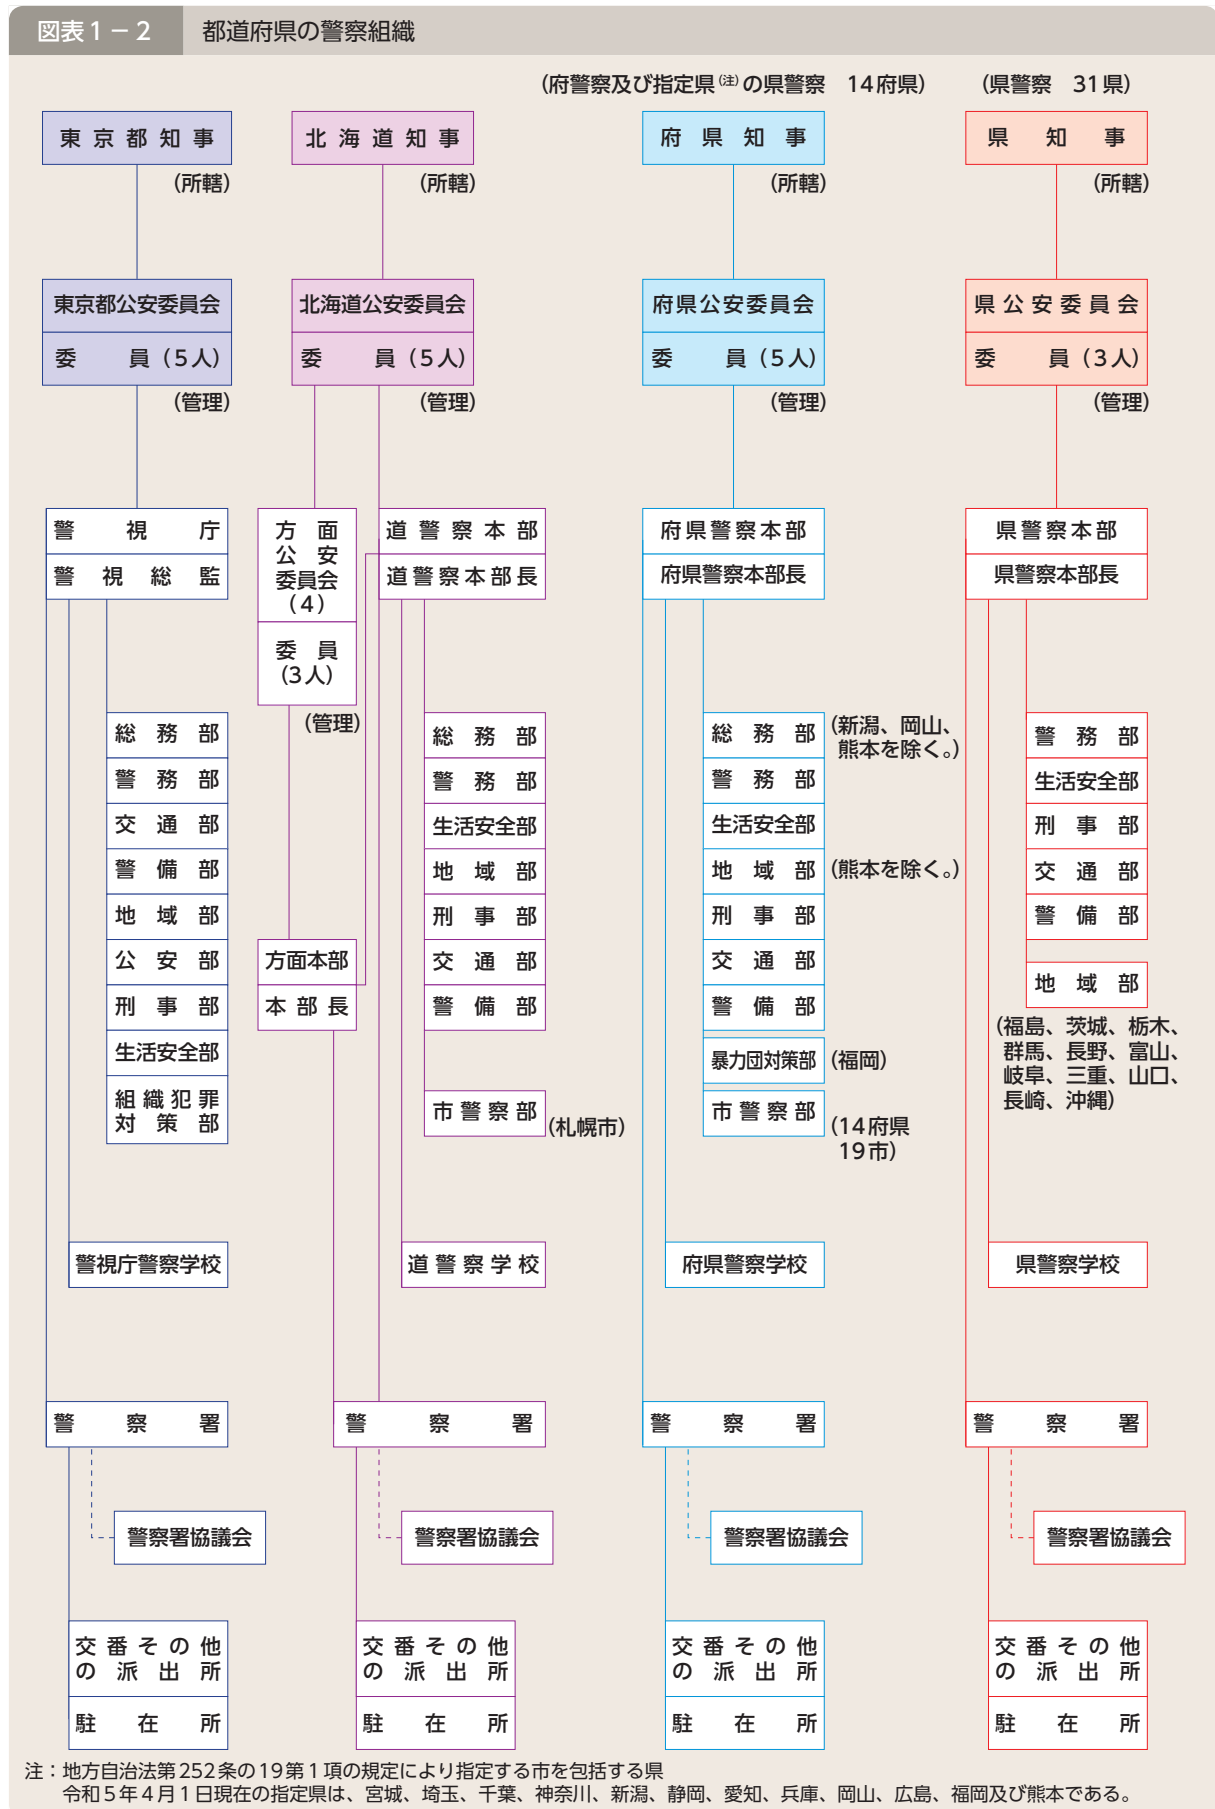 図表1-2 都道府県の警察組織
(府警察及び指定県(注)の県警察 14府県)
(県警察 31県)
東京都知事
(所轄)
東京都公安委員会
委員(5人)
(管理)
警視庁
警視総監
総務部
警務部
交通部
警備部
地域部
公安部
刑事部
生活安全部
組織犯罪
対策部
警視庁警察学校
警察署
警察署協議会
交番その他
の派出所
駐在所
北海道知事
(所轄)
北海道公安委員会
委員(5人)
(管理)
方面
公安
委員会
(4)
委員
(3人)
(管理)
方面本部
本部長
道警察本部
道警察本部長
総務部
警務部
生活安全部
地域部
刑事部
交通部
警備部
市警察部
(札幌市)
道警察学校
警察署
警察署協議会
交番その他
の派出所
駐在所
府県知事
(所轄)
府県公安委員会
委員(5人)
(管理)
府県警察本部
府県警察本部長
総務部
(新潟、岡山、
熊本を除く。)
警務部
生活安全部
地域部
(熊本を除く。)
刑事部
交通部
警備部
暴力団対策部
(福岡)
市警察部
(14府県
19市)
府県警察学校
警察署
警察署協議会
交番その他
の派出所
駐在所
県知事
(所轄)
県公安委員会
委員(3人)
(管理)
県警察本部
県警察本部長
警務部
生活安全部
刑事部
交通部
警備部
地域部
(福島、茨城、栃木、
群馬、長野、富山、
岐阜、三重、山口、
長崎、沖縄)
県警察学校
警察署
警察署協議会
交番その他
の派出所
駐在所
注:地方自治法第252条の19第1項の規定により指定する市を包括する県
令和5年4月1日現在の指定県は、宮城、埼玉、千葉、神奈川、新潟、静岡、愛知、兵庫、岡山、広島、福岡及び熊本である。